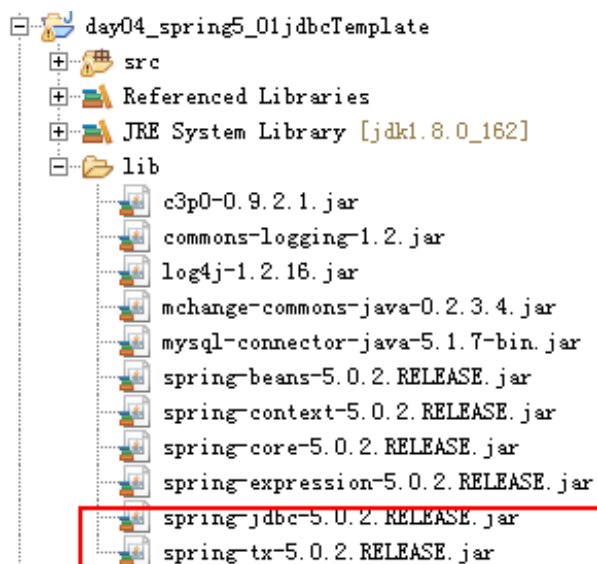 day04_spring5_01jdbcTemplate
src
Referenced Libraries
JRE System Library [jdk1.8.0_162]
lib
c3p0-0.9.2.1.jar
commons-logging-1.2.jar
log4j-1.2.16.jar
mchange-commons-java-0.2.3.4.jar
mysql-connector-java-5.1.7-bin.jar
spring-beans-5.0.2.RELEASE.jar
spring-context-5.0.2.RELEASE.jar
spring-core-5.0.2.RELEASE.jar
spring-expression-5.0.2.RELEASE.jar
spring-jdbc-5.0.2.RELEASE.jar
spring-tx-5.0.2.RELEASE.jar